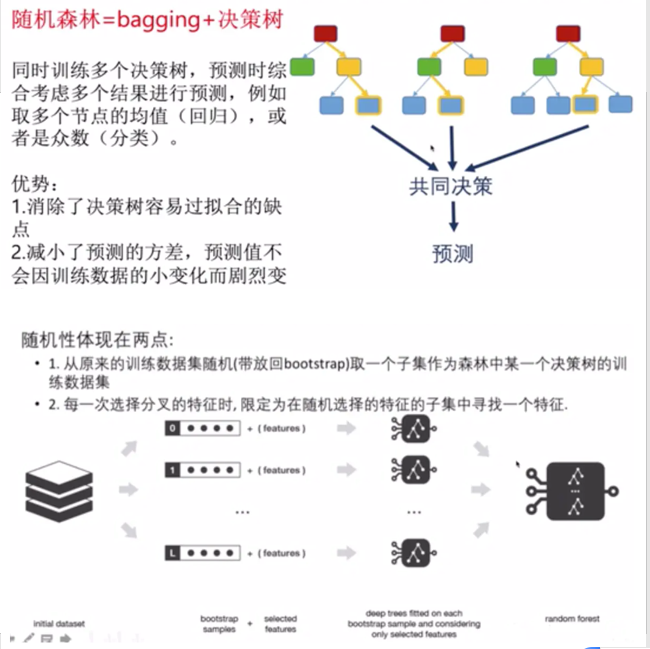 随机森林=bagging+决策树
同时训练多个决策树，预测时综
合考虑多个结果进行预测，例如
取多个节点的均值（回归），或
者是众数（分类）。
优势：
1.消除了决策树容易过拟合的缺
点
2.减小了预测的方差，预测值不
会因训练数据的小变化而剧烈变
共同决策
预测
随机性体现在两点:
• 1. 从原来的训练数据集随机(带放回bootstrap)取一个子集作为森林中某一个决策树的训
练数据集
• 2. 每一次选择分叉的特征时, 限定为在随机选择的特征的子集中寻找一个特征.
0 + ( features )
1 + ( features )
... ...
L + ( features )
...
initial dataset
bootstrap samples + selected features
deep trees fitted on each
bootstrap sample and considering
only selected features
random forest